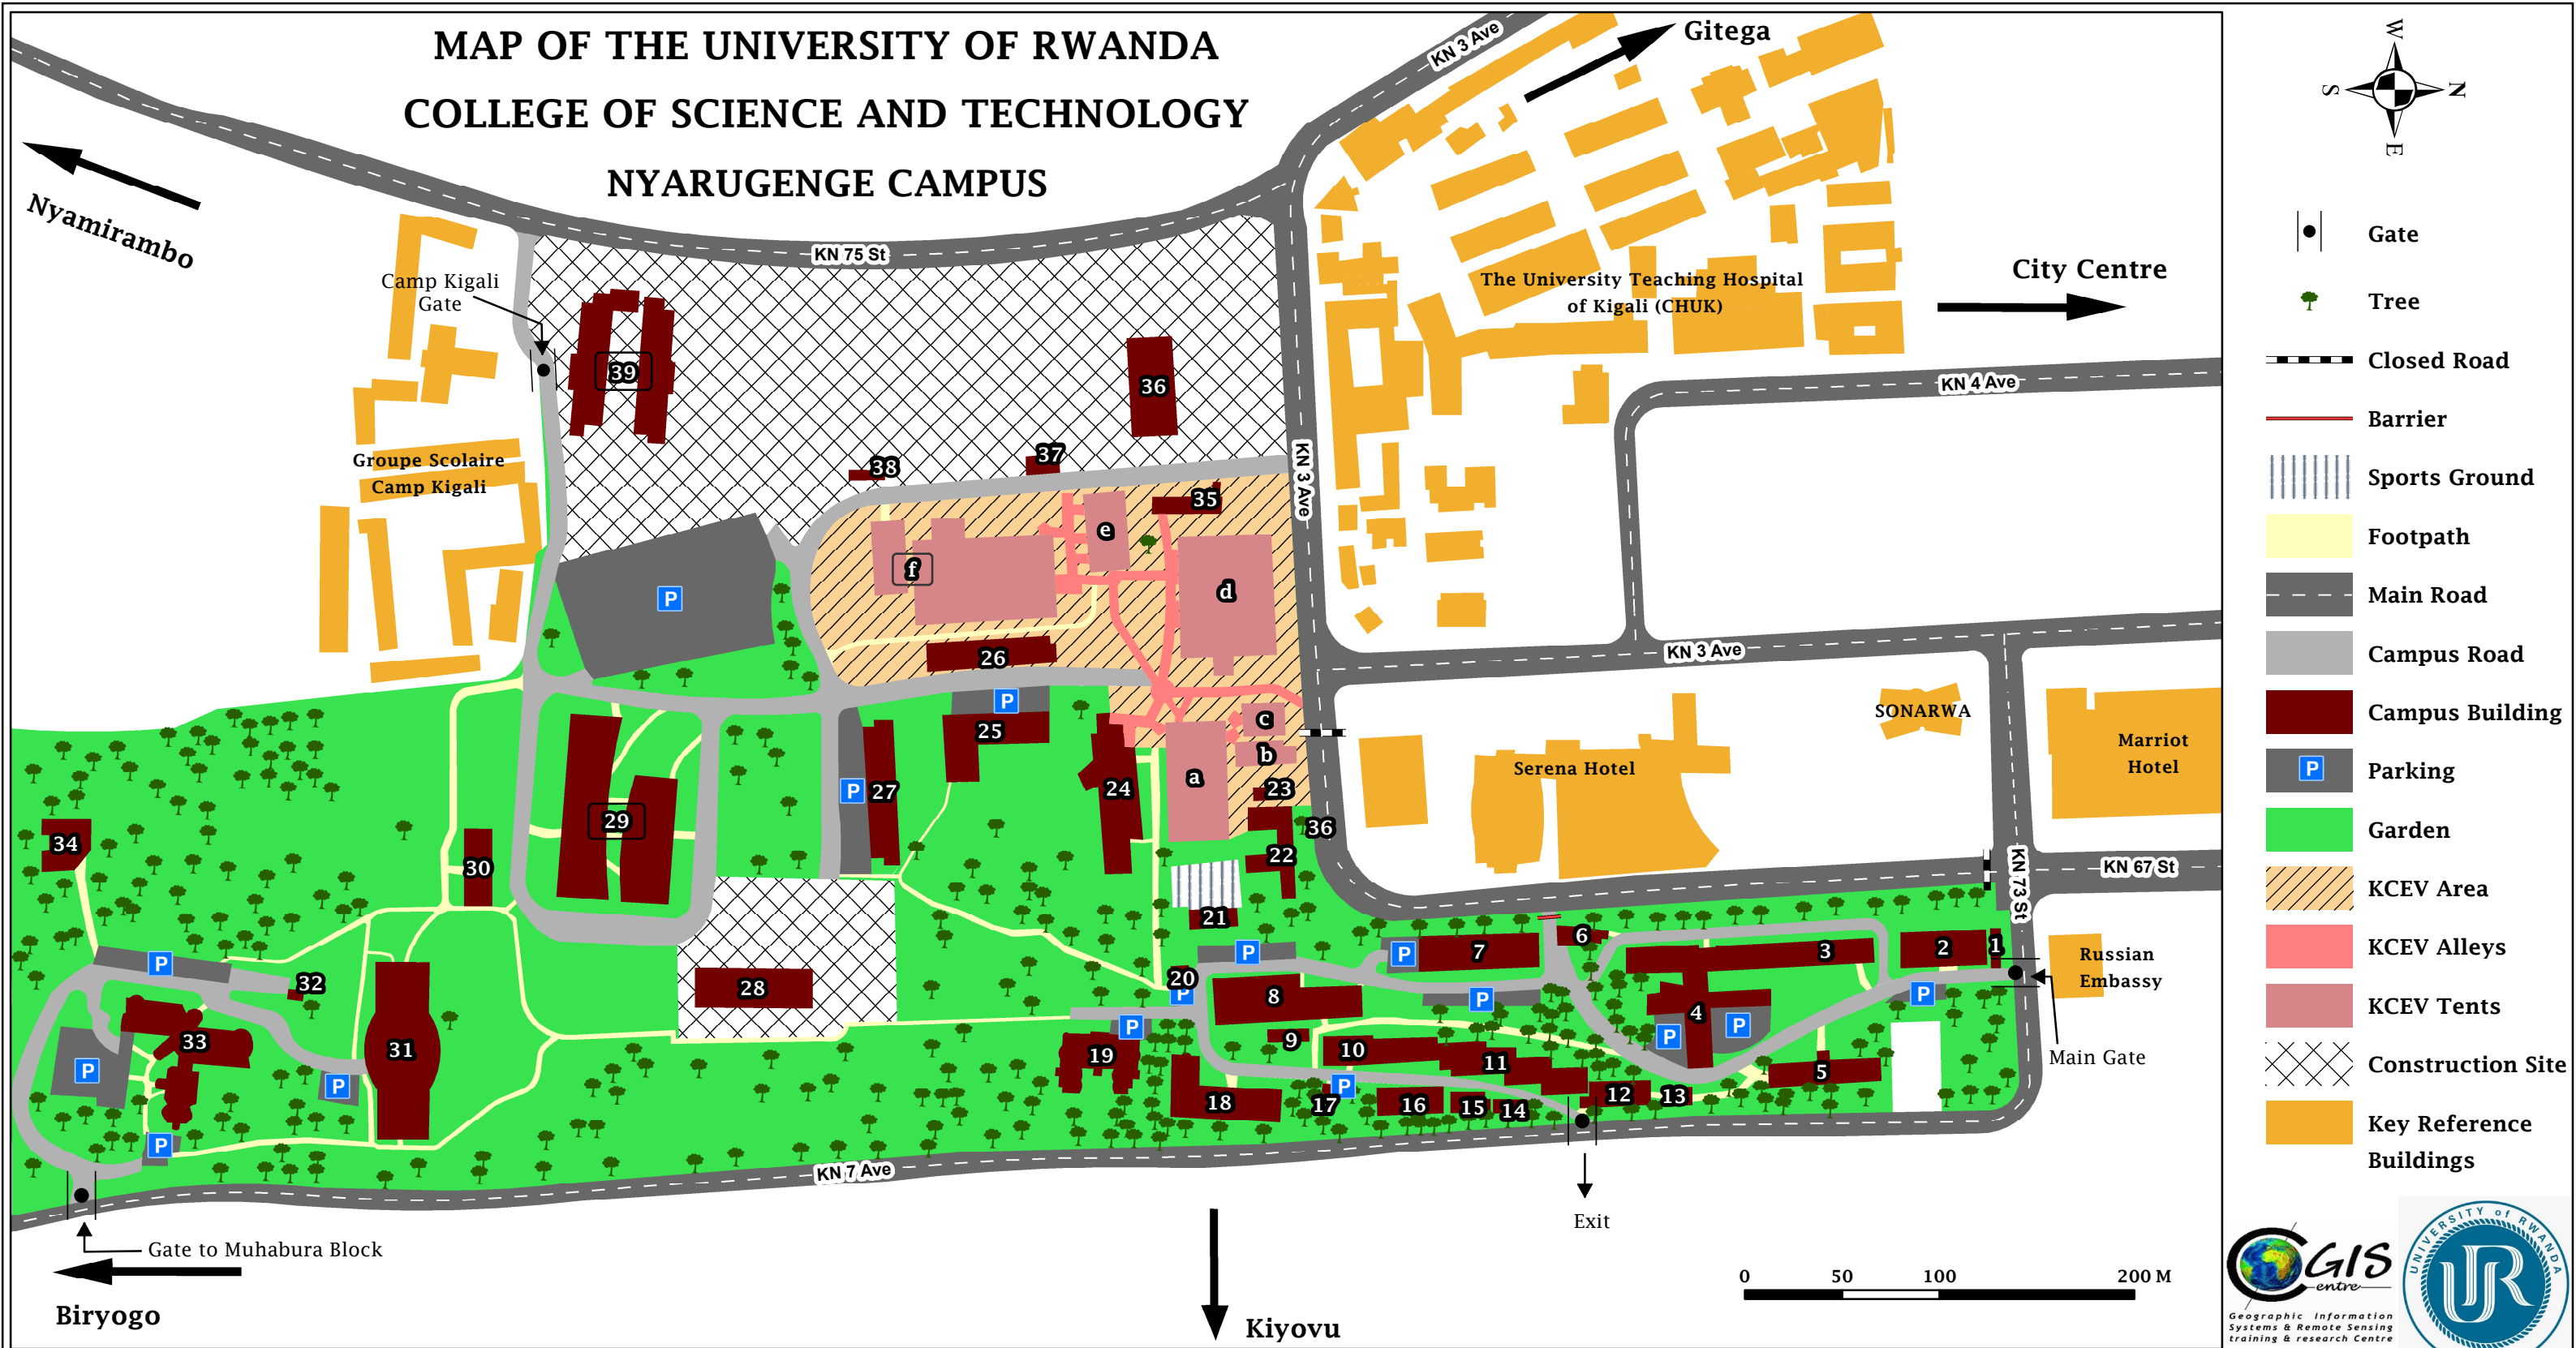 MAP OF THE UNIVERSITY OF RWANDA
COLLEGE OF SCIENCE AND TECHNOLOGY
NYARUGENGE CAMPUS
KN 3 Ave
Gitega
Nyamirambo
Camp Kigali
Gate
KN 75 St
The University Teaching Hospital
of Kigali (CHUK)
City Centre
KN 4 Ave
39
36
Groupe Scolaire
Camp Kigali
38
37
35
KN 3 Ave
e
f
d
P
26
KN 3 Ave
P
25
c
b
a
23
36
22
24
P
27
29
30
34
Serena Hotel
SONARWA
Marriot
Hotel
KN 67 St
KN 73 St
21
P
P
7
6
3
2
1
Russian
Embassy
20
P
8
P
P
4
P
P
Main Gate
28
P
32
33
31
P
P
P
P
19
9
10
11
5
P
18
17
16
15
14
12
13
KN 7 Ave
Exit
Gate to Muhabura Block
Biryogo
Kiyovu
0 50 100 200 M
W
S N
E
Gate
Tree
Closed Road
Barrier
Sports Ground
Footpath
Main Road
Campus Road
Campus Building
P Parking
Garden
KCEV Area
KCEV Alleys
KCEV Tents
Construction Site
Key Reference
Buildings
CGIS
entre
Geographic Information
Systems & Remote Sensing
training & research Centre
UNIVERSITY of RWANDA
UR